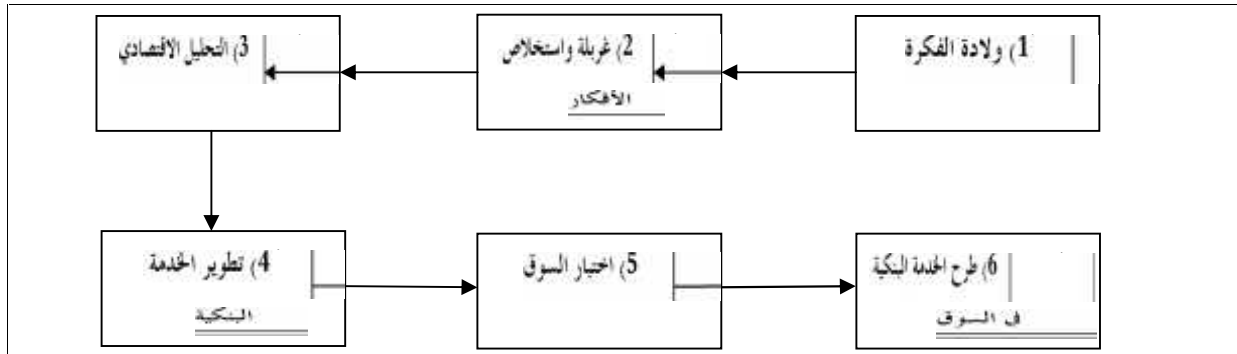 1) ولادة الفكرة
2) غربلة واستخلاص
الأفكار
3) التحليل الاقتصادي
4) تطوير الخدمة
البنكية
5) اختبار السوق
6) طرح الخدمة البنكية
في السوق